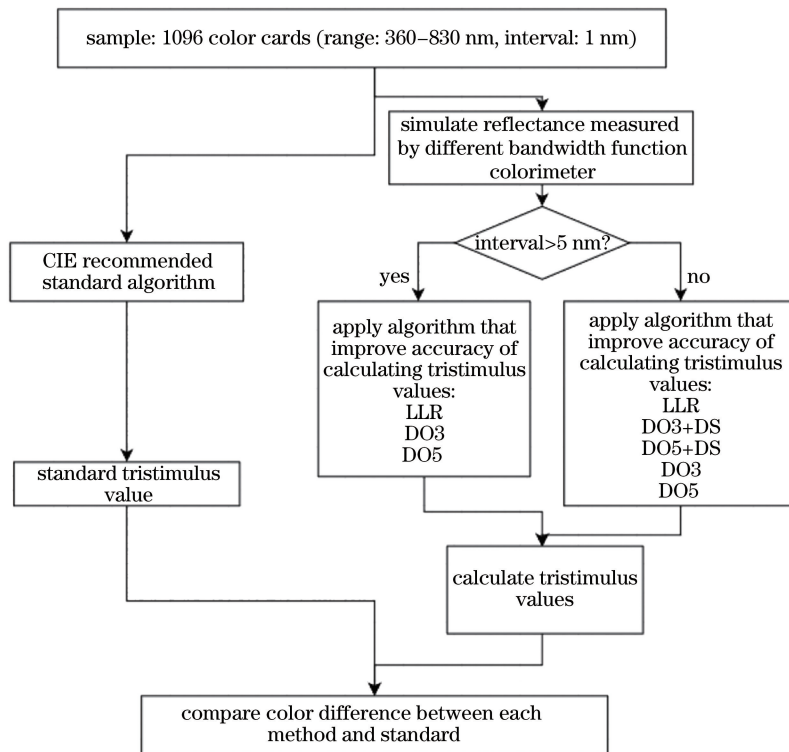 sample: 1096 color cards (range: 360–830 nm, interval: 1 nm)
simulate reflectance measured
by different bandwidth function
colorimeter
interval>5 nm?
CIE recommended
standard algorithm
yes
no
apply algorithm that
improve accuracy of
calculating tristimulus
values:
LLR
DO3
DO5
apply algorithm that
improve accuracy of
calculating tristimulus
values:
LLR
DO3+DS
DO5+DS
DO3
DO5
standard tristimulus
value
calculate tristimulus
values
compare color difference between each
method and standard